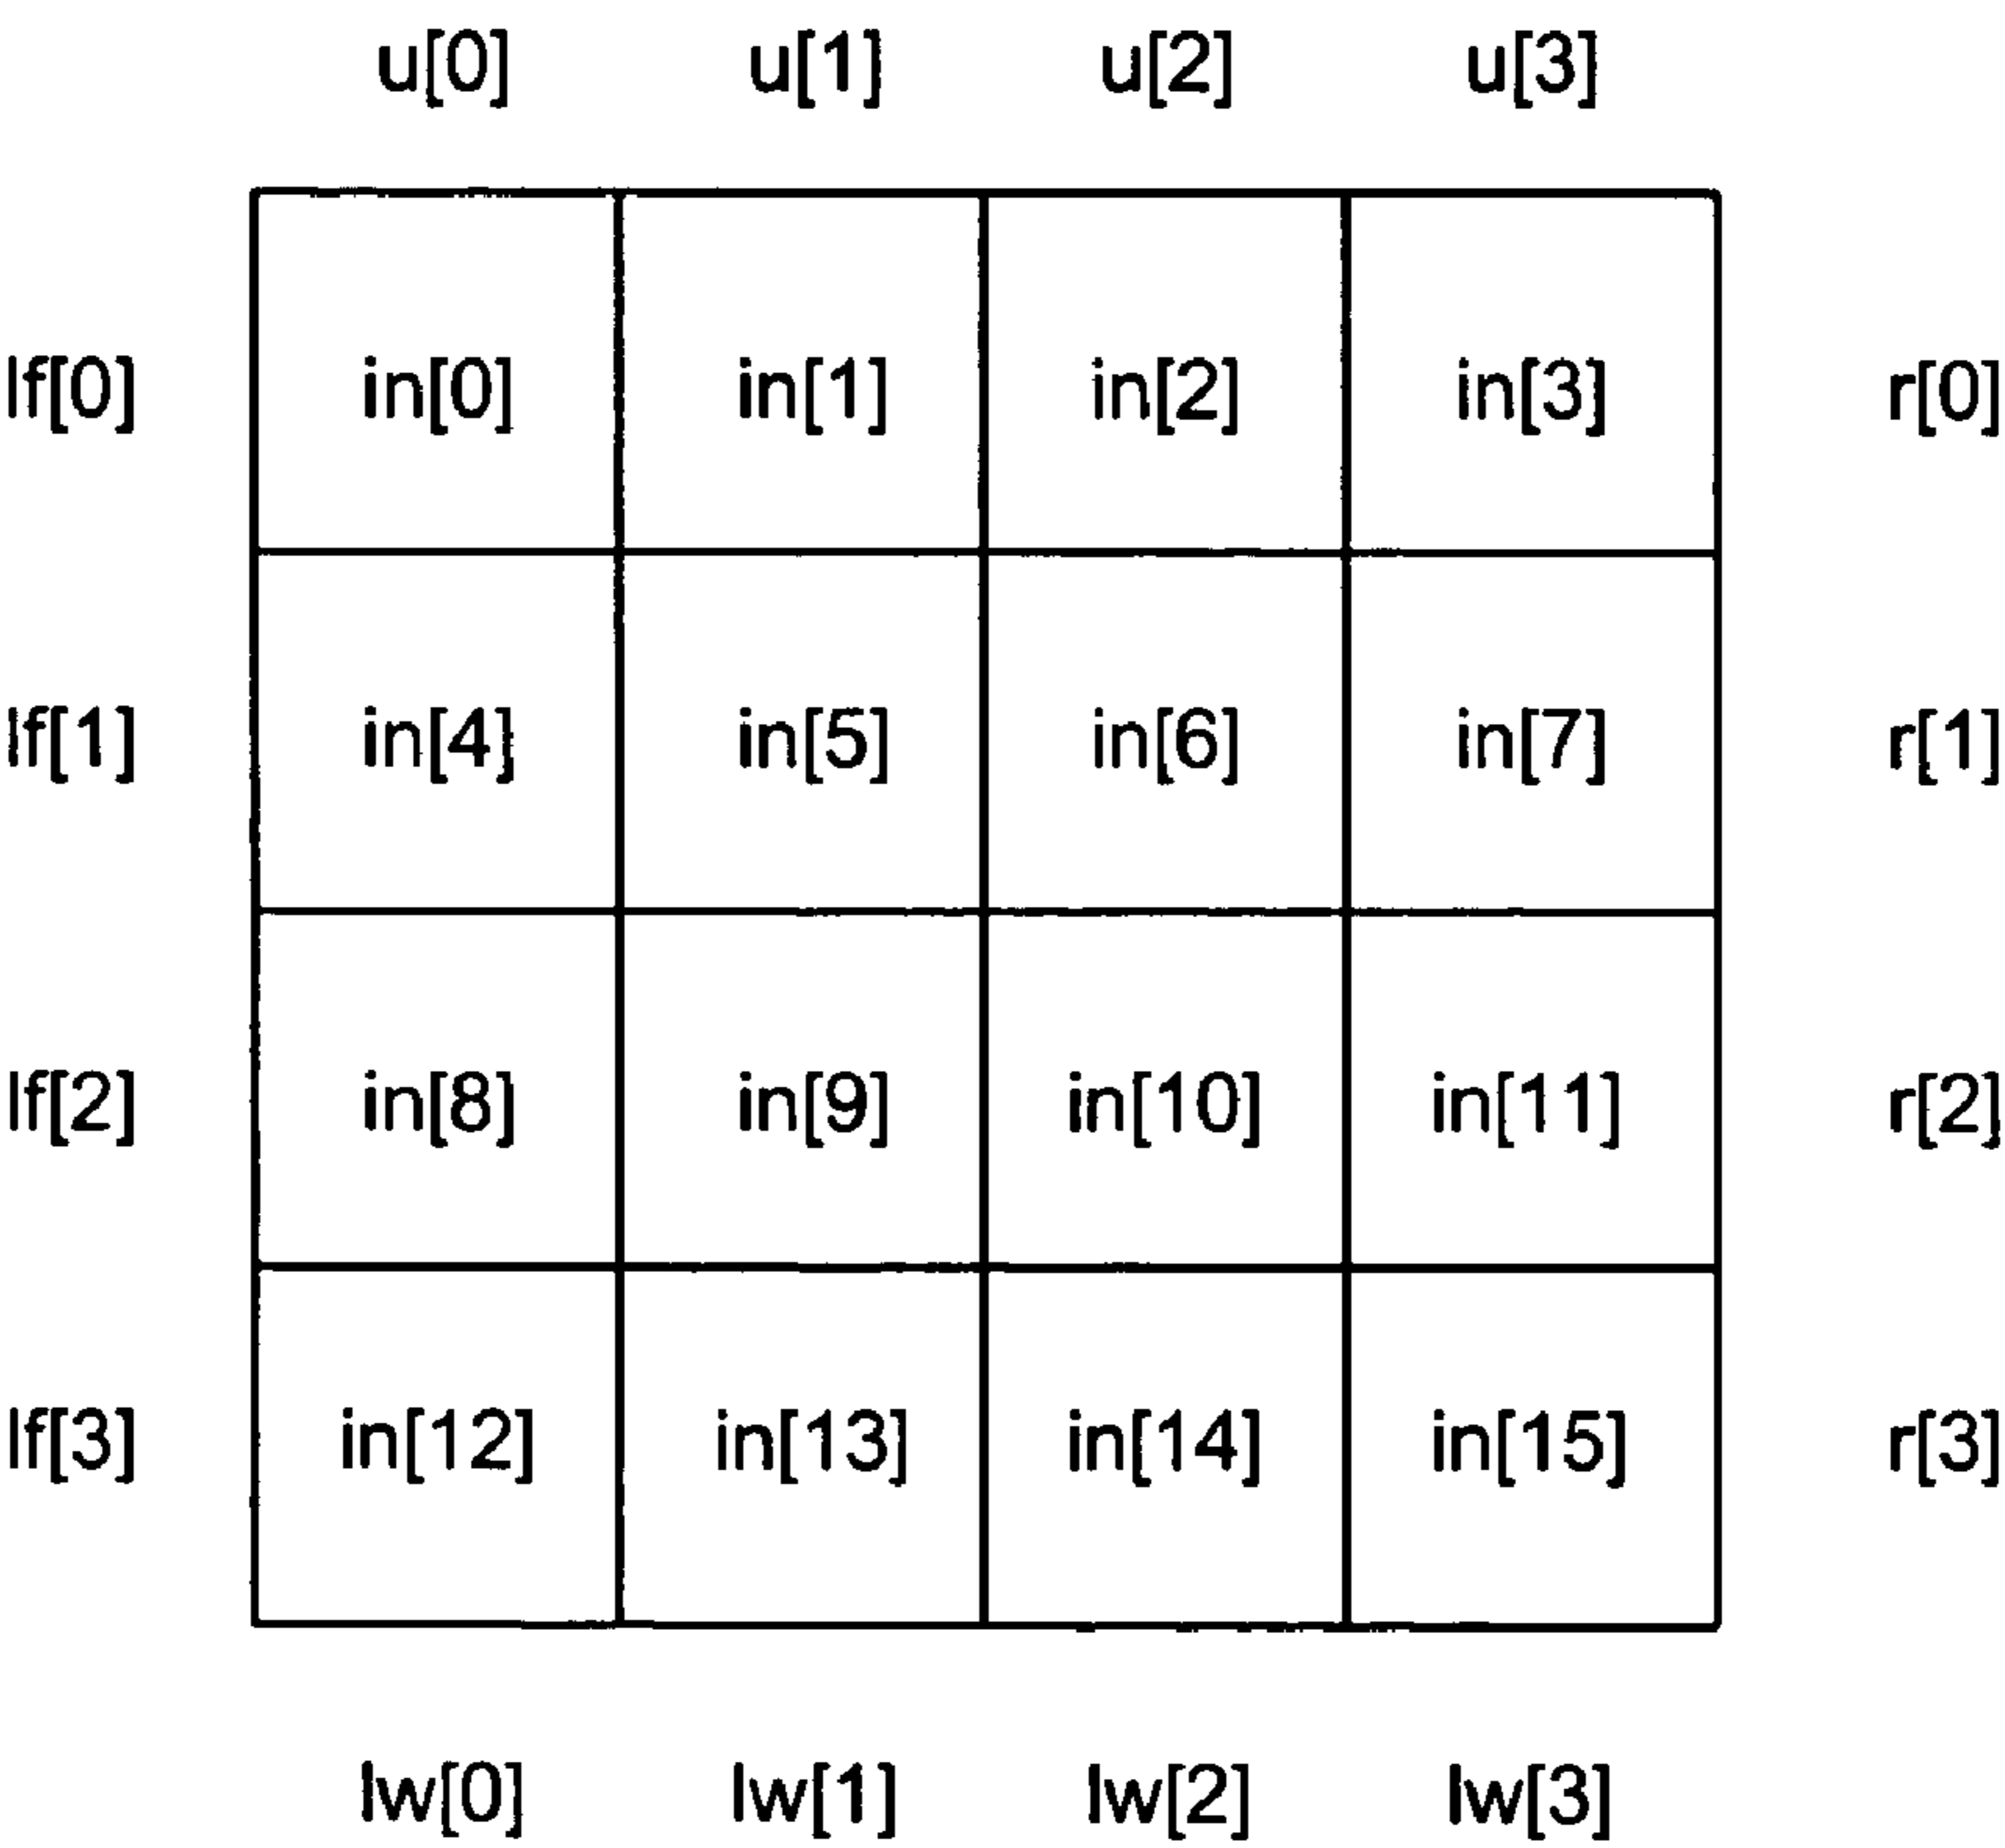 u[0] u[1] u[2] u[3]
lf[0] in[0] in[1] in[2] in[3] r[0]
lf[1] in[4] in[5] in[6] in[7] r[1]
lf[2] in[8] in[9] in[10] in[11] r[2]
lf[3] in[12] in[13] in[14] in[15] r[3]
lw[0] lw[1] lw[2] lw[3]